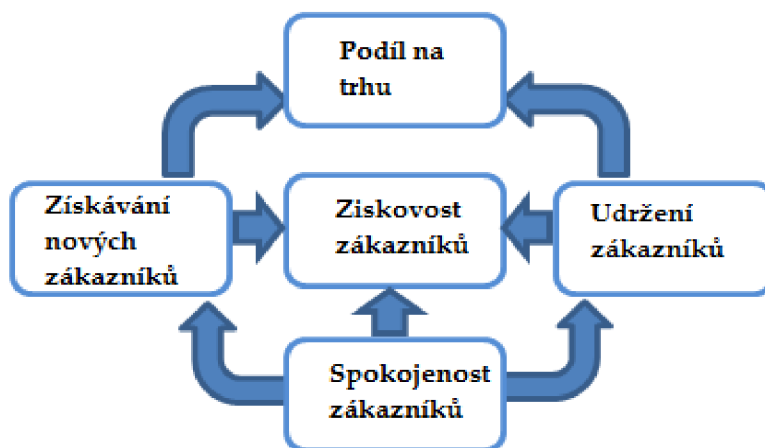 Podíl na
trhu
Získávání
nových
zákazníků
Ziskovost
zákazníků
Udržení
zákazníků
Spokojenost
zákazníků